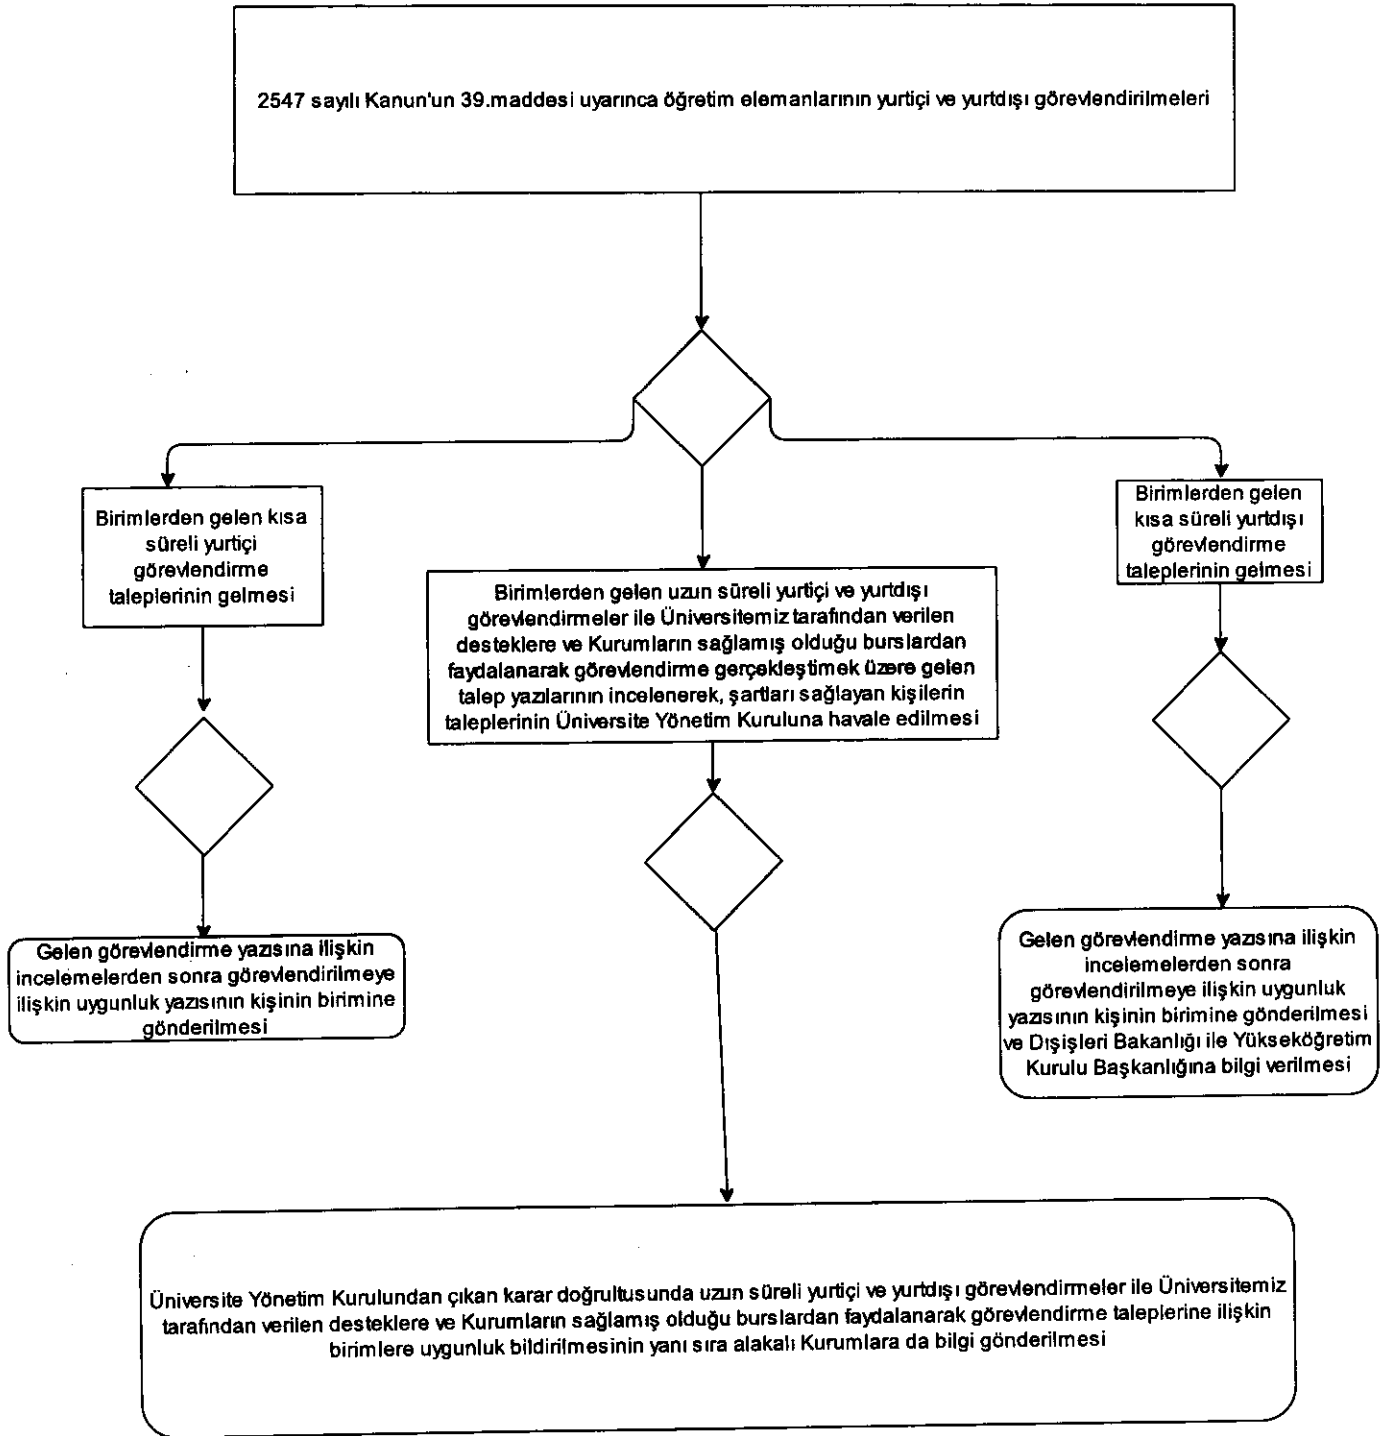 2547 sayılı Kanun'un 39.maddesi uyarınca öğretim elemanlarının yurtiçi ve yurtdışı görevlendirilmeleri
Birimlerden gelen kısa
süreli yurtiçi
görevlendirme
taleplerinin gelmesi
Birimlerden gelen uzun süreli yurtiçi ve yurtdışı
görevlendirmeler ile Üniversitemiz tarafından verilen
desteklere ve Kurumların sağlamış olduğu burslardan
faydalanarak görevlendirme gerçekleştimek üzere gelen
talep yazılarının incelenerek, şartları sağlayan kişilerin
taleplerinin Üniversite Yönetim Kuruluna havale edilmesi
Birimlerden gelen
kısa süreli yurtdışı
görevlendirme
taleplerinin gelmesi
Gelen görevlendirme yazısına ilişkin
incelemelerden sonra görevlendirilmeye
ilişkin uygunluk yazısının kişinin birimine
gönderilmesi
Gelen görevlendirme yazısına ilişkin
incelemelerden sonra
görevlendirilmeye ilişkin uygunluk
yazısının kişinin birimine gönderilmesi
ve Dışişleri Bakanlığı ile Yükseköğretim
Kurulu Başkanlığına bilgi verilmesi
Üniversite Yönetim Kurulundan çıkan karar doğrultusunda uzun süreli yurtiçi ve yurtdışı görevlendirmeler ile Üniversitemiz
tarafından verilen desteklere ve Kurumların sağlamış olduğu burslardan faydalanarak görevlendirme taleplerine ilişkin
birimlere uygunluk bildirilmesinin yanı sıra alakalı Kurumlara da bilgi gönderilmesi